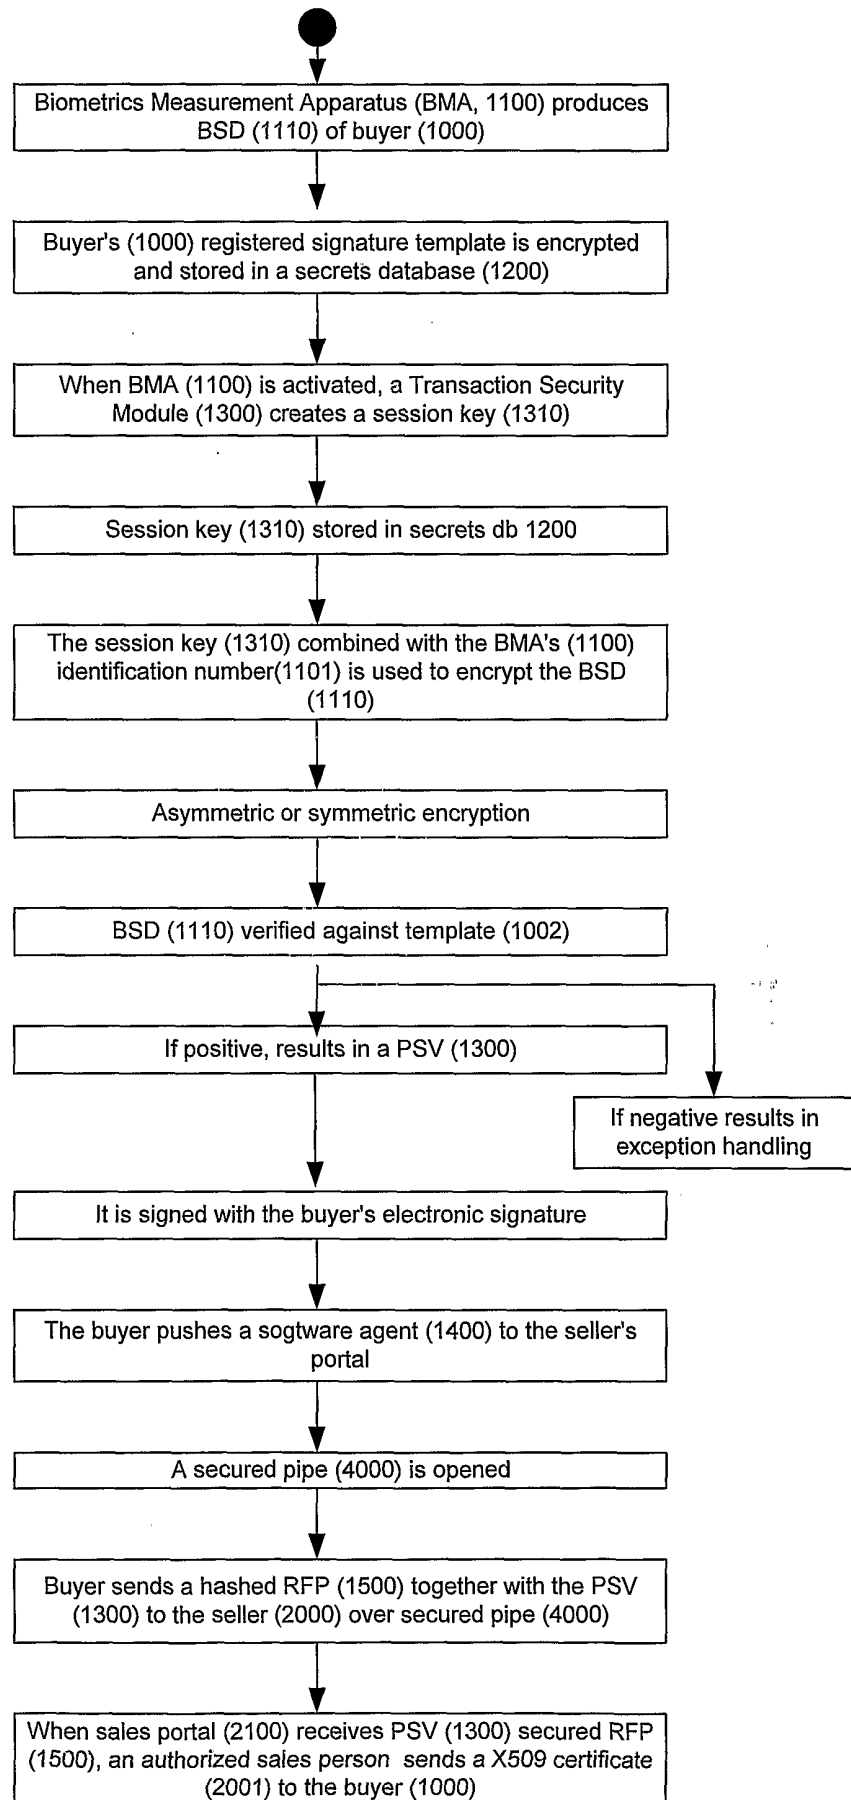 Biometrics Measurement Apparatus (BMA, 1100) produces
BSD (1110) of buyer (1000)
Buyer's (1000) registered signature template is encrypted
and stored in a secrets database (1200)
When BMA (1100) is activated, a Transaction Security
Module (1300) creates a session key (1310)
Session key (1310) stored in secrets db 1200
The session key (1310) combined with the BMA's (1100)
identification number(1101) is used to encrypt the BSD
(1110)
Asymmetric or symmetric encryption
BSD (1110) verified against template (1002)
If positive, results in a PSV (1300)
If negative results in
exception handling
It is signed with the buyer's electronic signature
The buyer pushes a sogtware agent (1400) to the seller's
portal
A secured pipe (4000) is opened
Buyer sends a hashed RFP (1500) together with the PSV
(1300) to the seller (2000) over secured pipe (4000)
When sales portal (2100) receives PSV (1300) secured RFP
(1500), an authorized sales person sends a X509 certificate
(2001) to the buyer (1000)